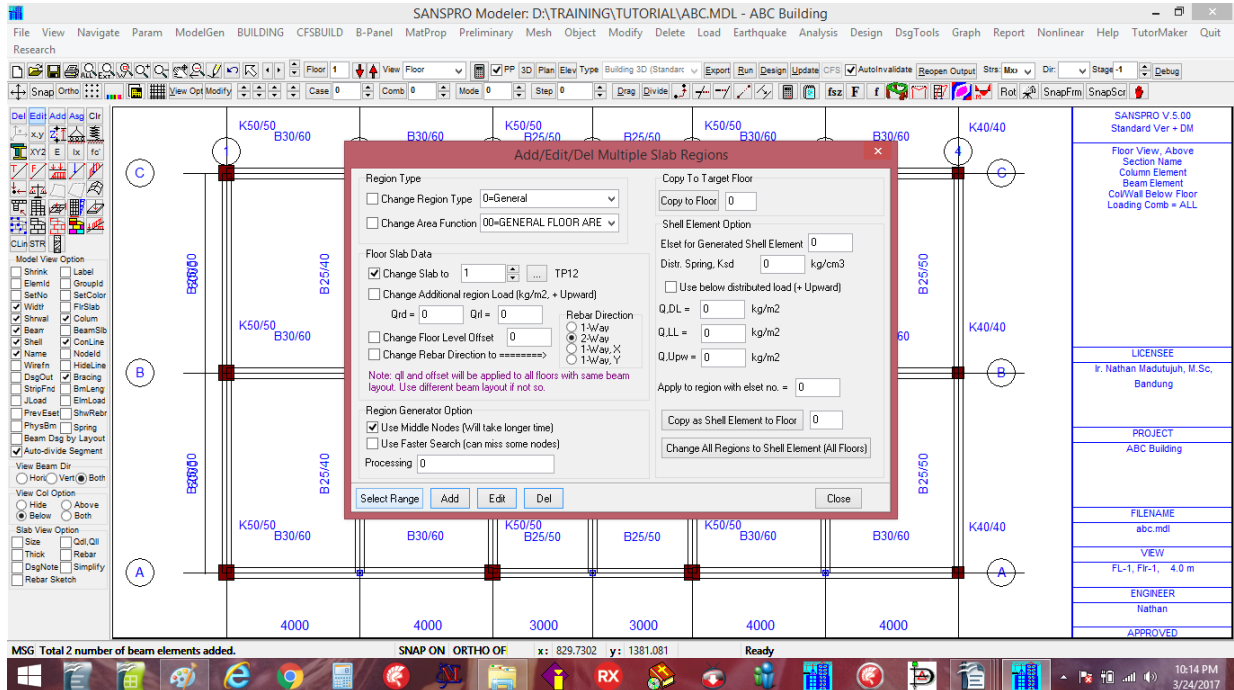 SANSPRO Modeler: D:\TRAINING\TUTORIAL\ABC.MDL - ABC Building
File View Navigate Param ModelGen BUILDING CFSBUILD B-Panel MatProp Preliminary Mesh Object Modify Delete Load Earthquake Analysis Design DsgTools Graph Report Nonlinear Help TutorMaker Quit
Research
Floor 1 View Floor PP 3D Plan Elev Type Building 3D (Standarc Export Run Design Update CFS AutoInvalidate Reopen Output Strs: Mxx Dir: Stage -1 Debug
Snap Ortho View Opt Modify Case 0 Comb 0 Mode 0 Step 0 Drag Divide fsz F f Rot SnapFrm SnapScr
Del Edit Add Asg Clr
x.y
XYZ E Ix fc'
CLin STR
Model View Option
Shrink Label
ElemId GroupId
SetNo SetColor
Width FlrSlab
Shrwal Colum
Beam BeamSlb
Shell ConLine
Name NodeId
Wirefn HideLine
DsgOut Bracing
StripFnd BmLeng
JLoad ElmLoad
PrevEset ShwRebr
PhysBm Spring
Beam Dsg by Layout
Auto-divide Segment
View Beam Dir
Hori Vert Both
View Col Option
Hide Above
Below Both
Slab View Option
Size Qdl,Qll
Thick Rebar
DsgNote Simplify
Rebar Sketch
K50/50 K50/50 K50/50 K40/40
B30/60 B30/60 B25/50 B25/50 B30/60 B30/60
1 4
C C
B25/40 B25/50
K50/50 K40/40
B30/60 60
B B
B25/40 B25/50
K50/50 K50/50 K50/50 K40/40
B30/60 B30/60 B25/50 B25/50 B30/60 B30/60
A A
4000 4000 3000 3000 4000 4000
Add/Edit/Del Multiple Slab Regions
Region Type
Change Region Type 0=General
Change Area Function 00=GENERAL FLOOR ARE
Floor Slab Data
Change Slab to 1 ... TP12
Change Additional region Load (kg/m2, + Upward)
Qrd = 0 Qrl = 0
Rebar Direction
1-Way
2-Way
1-Way, X
1-Way, Y
Change Floor Level Offset 0
Change Rebar Direction to ========>
Note: qll and offset will be applied to all floors with same beam
layout. Use different beam layout if not so.
Region Generator Option
Use Middle Nodes (Will take longer time)
Use Faster Search (can miss some nodes)
Processing 0
Select Range Add Edit Del Close
Copy To Target Floor
Copy to Floor 0
Shell Element Option
Elset for Generated Shell Element 0
Distr. Spring, Ksd 0 kg/cm3
Use below distributed load (+ Upward)
Q,DL = 0 kg/m2
Q,LL = 0 kg/m2
Q,Upw = 0 kg/m2
Apply to region with elset no. = 0
Copy as Shell Element to Floor 0
Change All Regions to Shell Element (All Floors)
SANSPRO V.5.00
Standard Ver + DM
Floor View, Above
Section Name
Column Element
Beam Element
Col/Wall Below Floor
Loading Comb = ALL
LICENSEE
Ir. Nathan Madutujuh, M.Sc,
Bandung
PROJECT
ABC Building
FILENAME
abc.mdl
VIEW
FL-1, Flr-1, 4.0 m
ENGINEER
Nathan
APPROVED
MSG Total 2 number of beam elements added. SNAP ON ORTHO OF x: 829.7302 y: 1381.081 Ready
RX
10:14 PM
3/24/2017